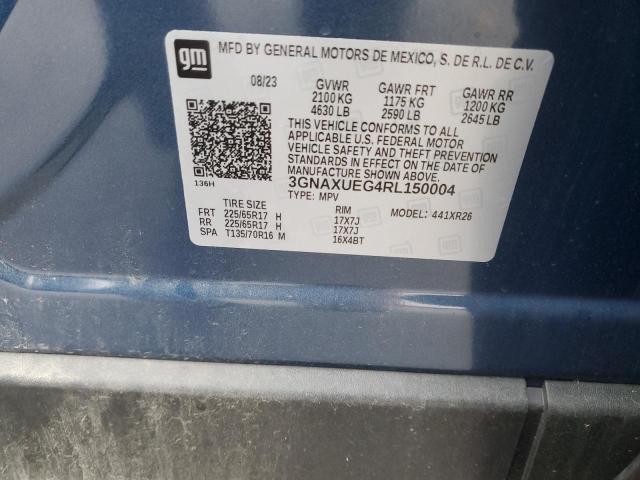 gm MFD BY GENERAL MOTORS DE MEXICO, S. DE R.L. DE C.V.
08/23 GVWR GAWR FRT GAWR RR
2100 KG 1175 KG 1200 KG
4630 LB 2590 LB 2645 LB
THIS VEHICLE CONFORMS TO ALL
APPLICABLE U.S. FEDERAL MOTOR
VEHICLE SAFETY AND THEFT PREVENTION
STANDARDS IN EFFECT ON THE DATE OF
MANUFACTURE SHOWN ABOVE.
136H 3GNAXUEG4RL150004
TYPE: MPV
TIRE SIZE RIM MODEL: 441XR26
FRT 225/65R17 H 17X7J
RR 225/65R17 H 17X7J
SPA T135/70R16 M 16X4BT